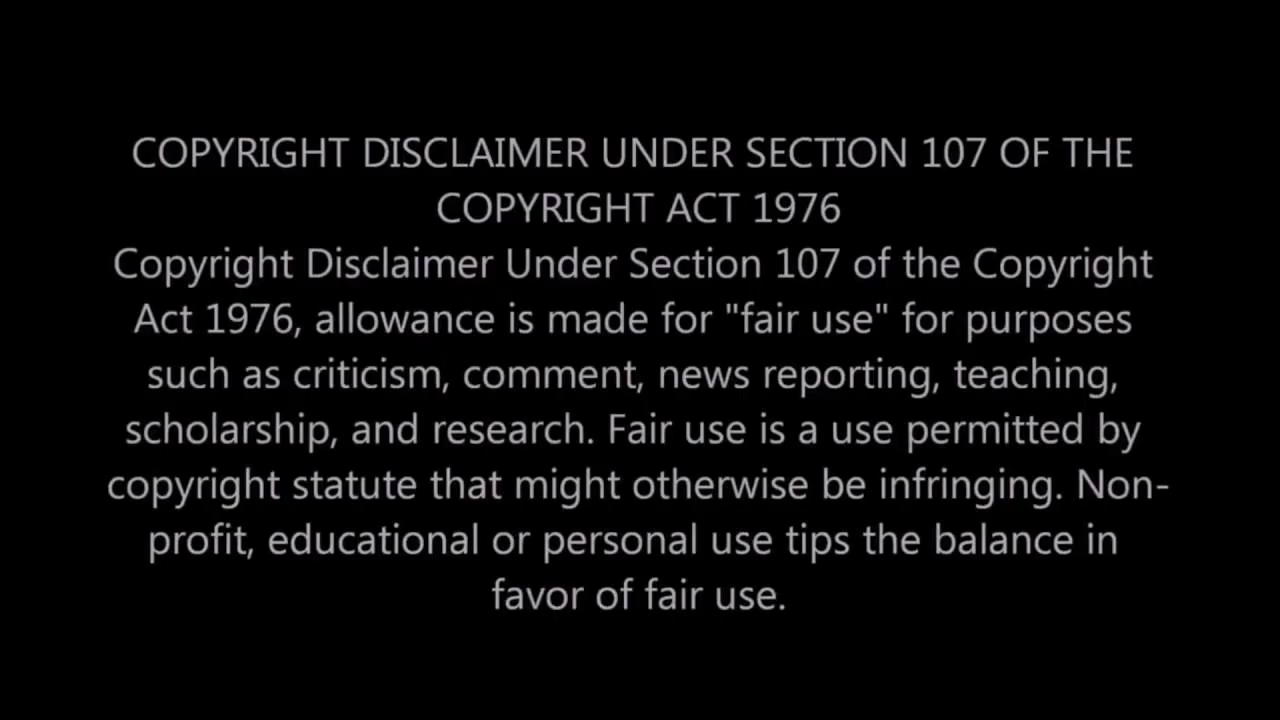 COPYRIGHT DISCLAIMER UNDER SECTION 107 OF THE
COPYRIGHT ACT 1976
Copyright Disclaimer Under Section 107 of the Copyright
Act 1976, allowance is made for "fair use" for purposes
such as criticism, comment, news reporting, teaching,
scholarship, and research. Fair use is a use permitted by
copyright statute that might otherwise be infringing. Non-
profit, educational or personal use tips the balance in
favor of fair use.